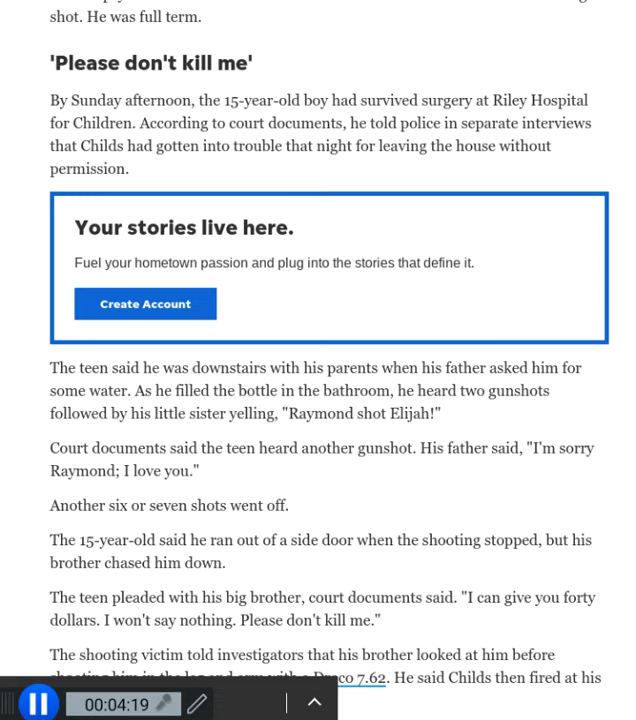 shot. He was full term.
'Please don't kill me'
By Sunday afternoon, the 15-year-old boy had survived surgery at Riley Hospital
for Children. According to court documents, he told police in separate interviews
that Childs had gotten into trouble that night for leaving the house without
permission.
Your stories live here.
Fuel your hometown passion and plug into the stories that define it.
Create Account
The teen said he was downstairs with his parents when his father asked him for
some water. As he filled the bottle in the bathroom, he heard two gunshots
followed by his little sister yelling, "Raymond shot Elijah!"
Court documents said the teen heard another gunshot. His father said, "I'm sorry
Raymond; I love you."
Another six or seven shots went off.
The 15-year-old said he ran out of a side door when the shooting stopped, but his
brother chased him down.
The teen pleaded with his big brother, court documents said. "I can give you forty
dollars. I won't say nothing. Please don't kill me."
The shooting victim told investigators that his brother looked at him before
shooting him in the leg and arm with a Draco 7.62. He said Childs then fired at his
00:04:19